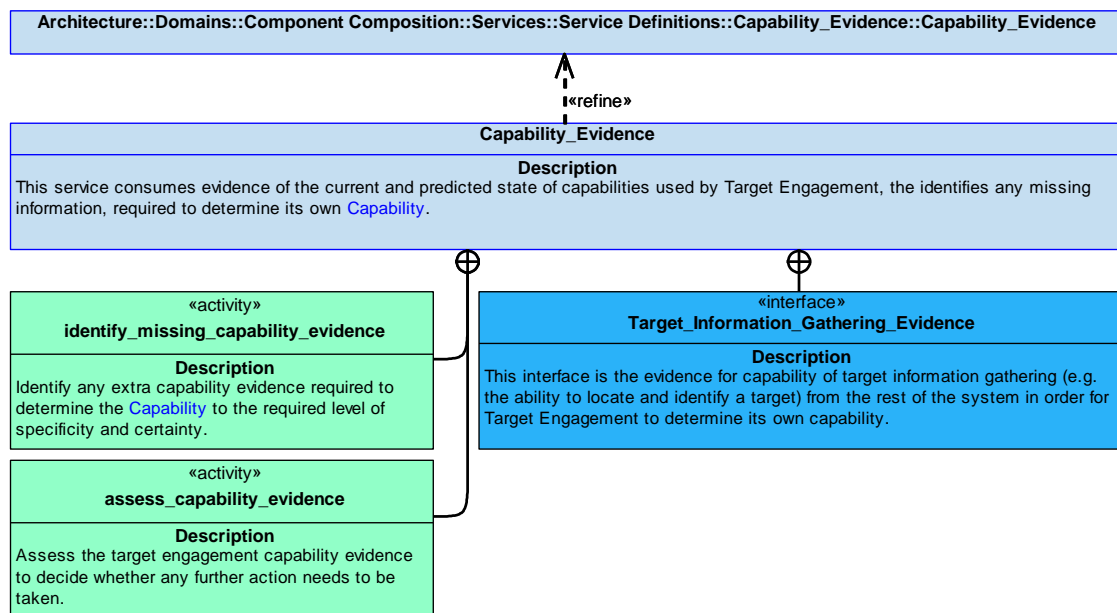 Architecture::Domains::Component Composition::Services::Service Definitions::Capability_Evidence::Capability_Evidence
«refine»
Capability_Evidence
Description
This service consumes evidence of the current and predicted state of capabilities used by Target Engagement, the identifies any missing
information, required to determine its own Capability.
«activity»
identify_missing_capability_evidence
Description
Identify any extra capability evidence required to
determine the Capability to the required level of
specificity and certainty.
«interface»
Target_Information_Gathering_Evidence
Description
This interface is the evidence for capability of target information gathering (e.g.
the ability to locate and identify a target) from the rest of the system in order for
Target Engagement to determine its own capability.
«activity»
assess_capability_evidence
Description
Assess the target engagement capability evidence
to decide whether any further action needs to be
taken.